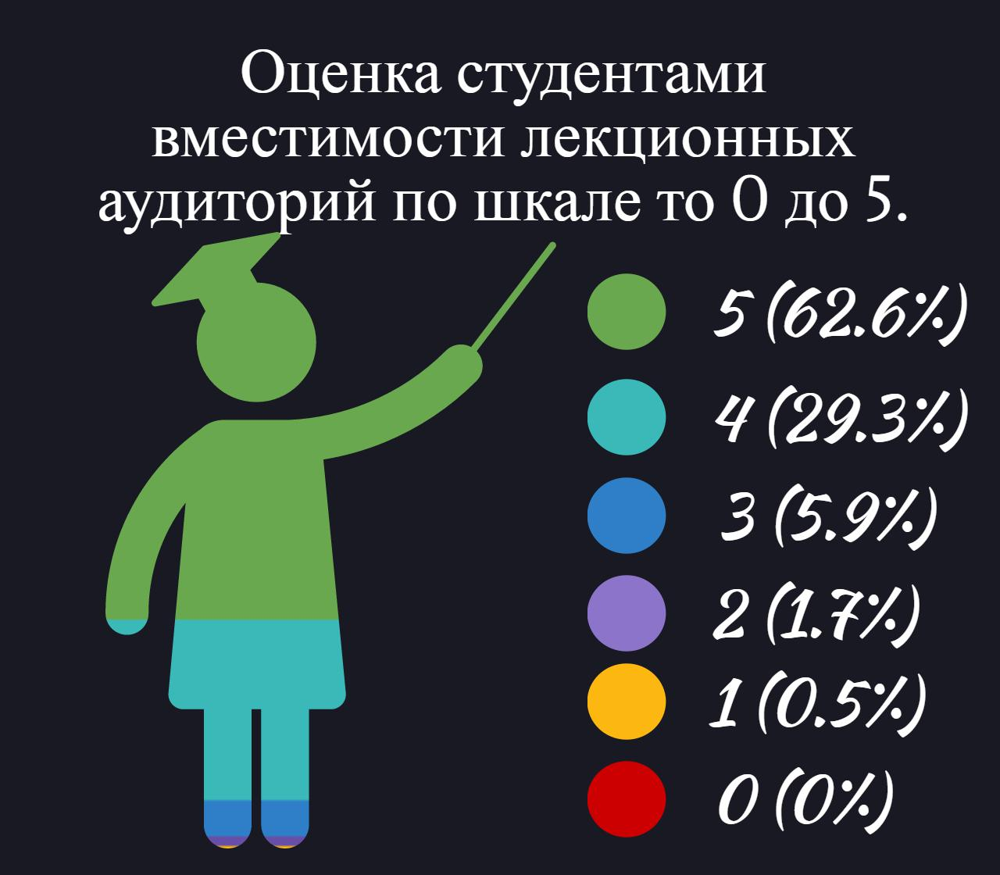 Оценка студентами
вместимости лекционных
аудиторий по шкале то 0 до 5.
5 (62.6%)
4 (29.3%)
3 (5.9%)
2 (1.7%)
1 (0.5%)
0 (0%)